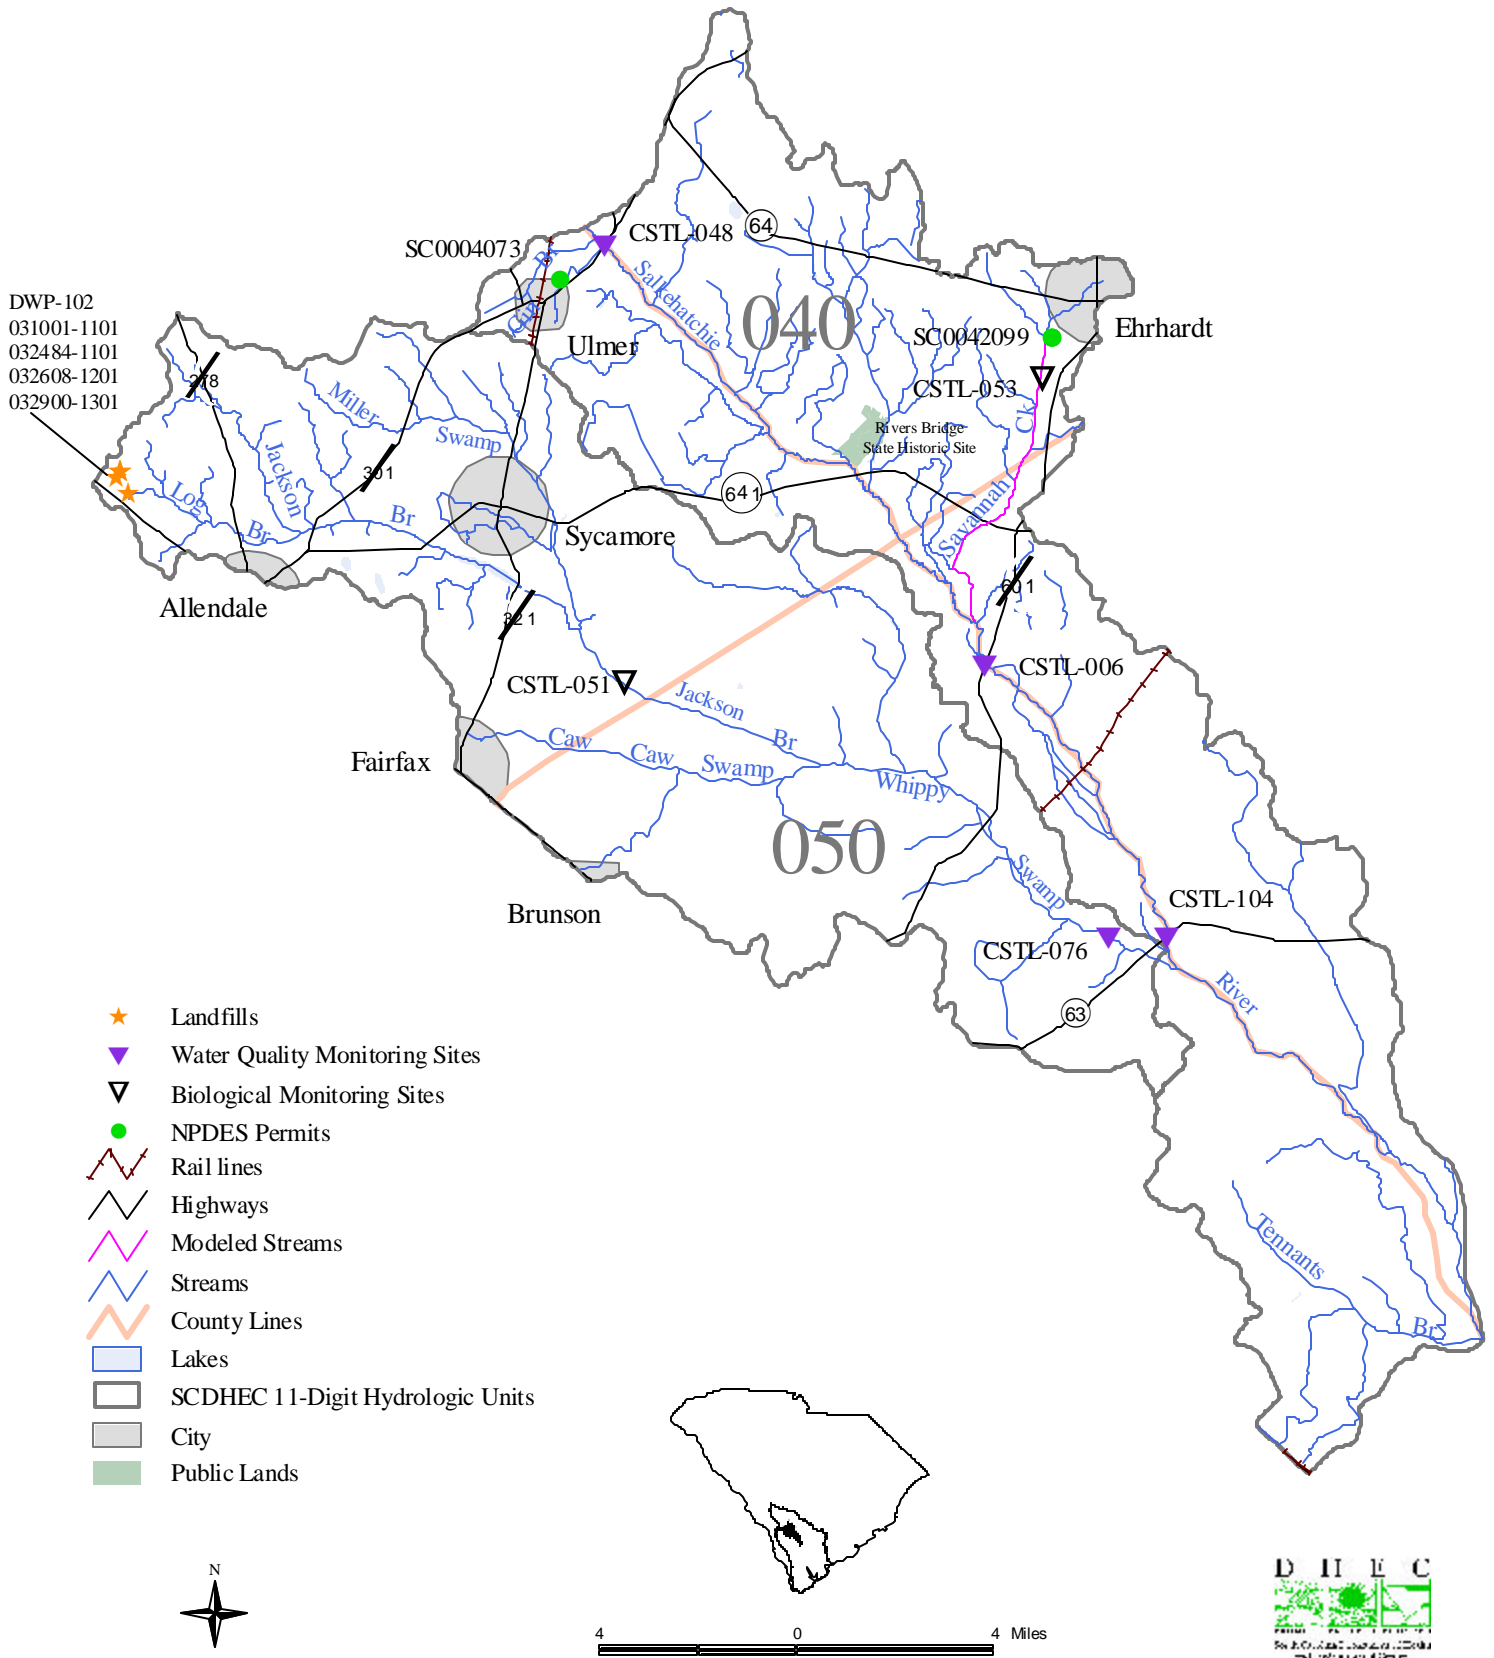 64
CSTL-048
SC0004073
Gin Br
Salkehatchie
040
DWP-102
031001-1101
032484-1101
032608-1201
032900-1301
Ulmer
SC0042099
Ehrhardt
278
CSTL-053
Miller
Swamp
Rivers Bridge
State Historic Site
Savannah Ck
Jackson
301
641
Log
Br
Br
Sycamore
Allendale
321
601
CSTL-051
CSTL-006
Jackson
Br
Fairfax
Caw
Caw
Swamp
Whippy
050
Swamp
Brunson
CSTL-104
CSTL-076
River
63
Landfills
Water Quality Monitoring Sites
Biological Monitoring Sites
NPDES Permits
Rail lines
Highways
Modeled Streams
Streams
County Lines
Lakes
SCDHEC 11-Digit Hydrologic Units
City
Public Lands
Tennants
Br
N
4 0 4 Miles
D H E C